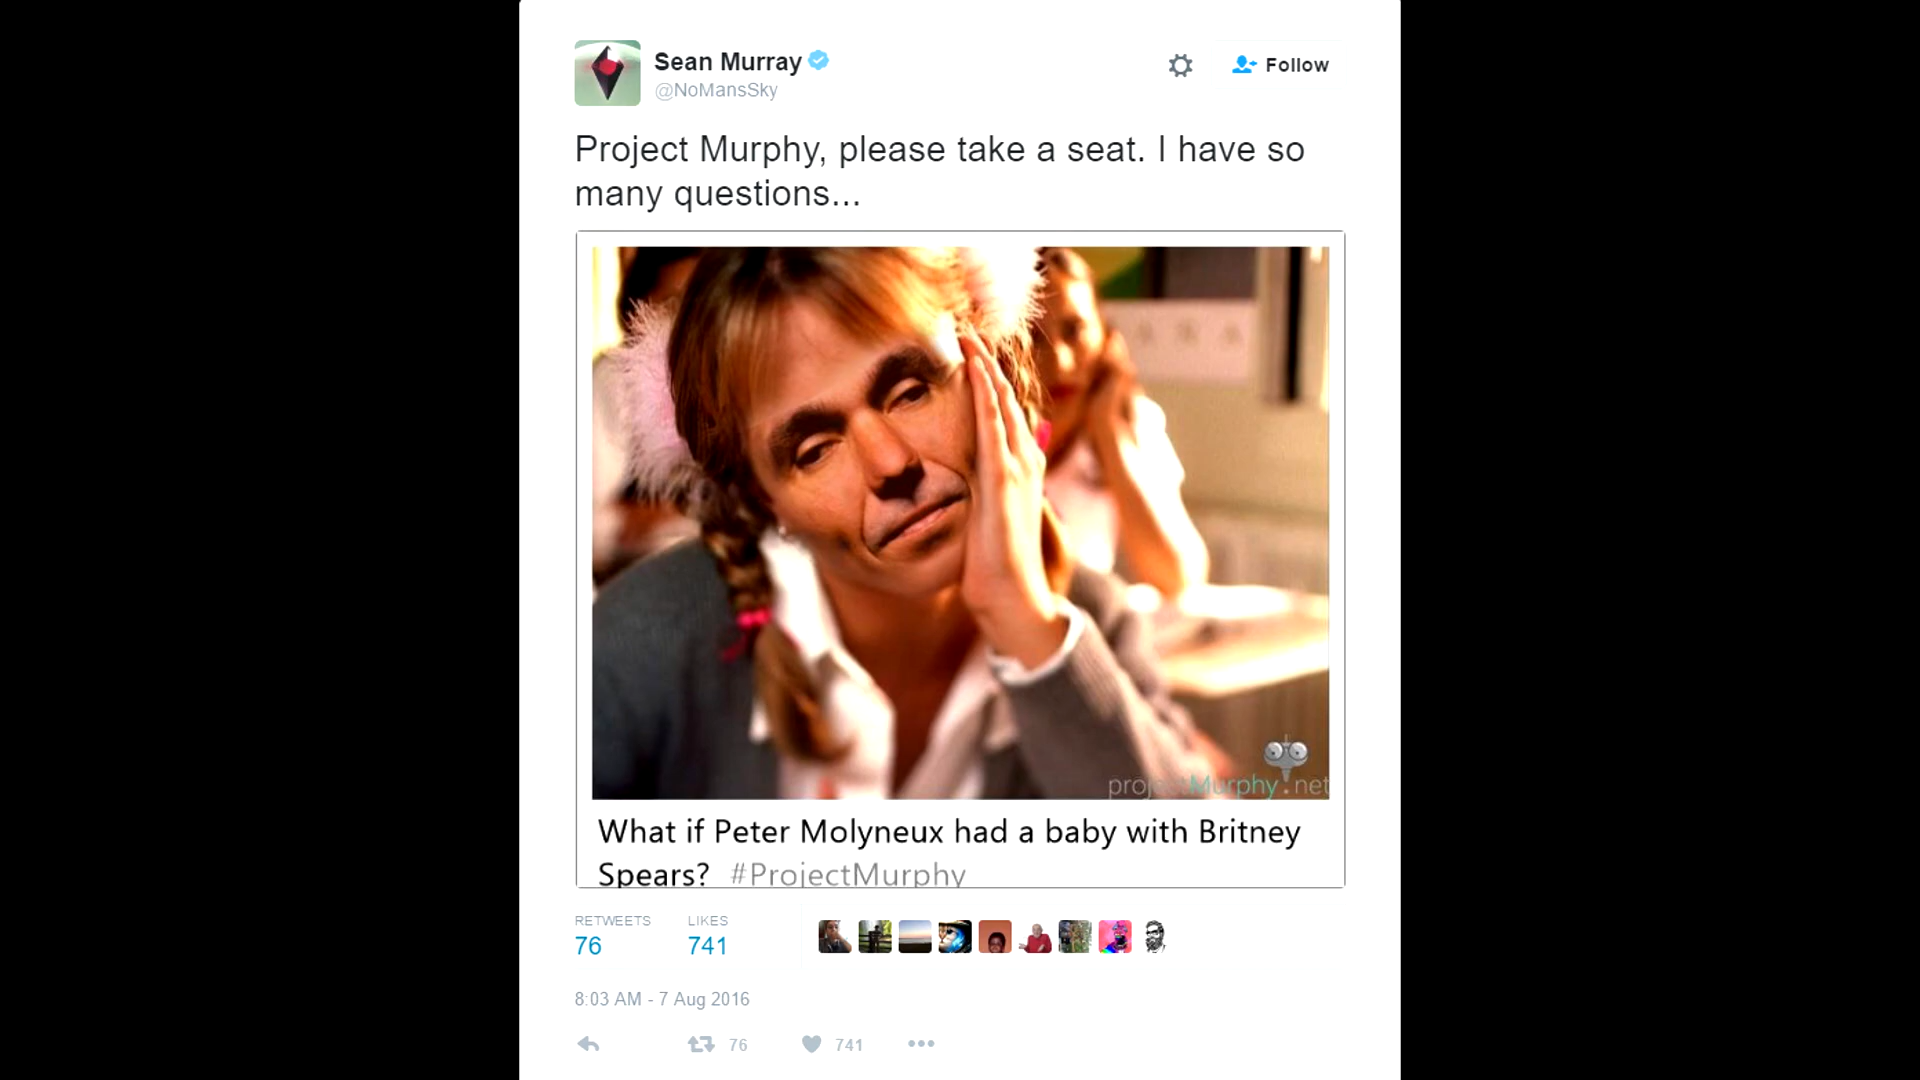 Sean Murray
@NoMansSky
Follow
Project Murphy, please take a seat. I have so
many questions...
projectMurphy.net
What if Peter Molyneux had a baby with Britney
Spears? #ProjectMurphy
RETWEETS LIKES
76 741
8:03 AM - 7 Aug 2016
76 741